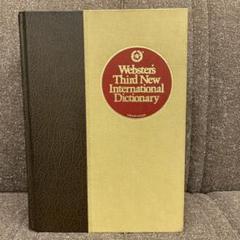 Webster's
Third New
International
Dictionary